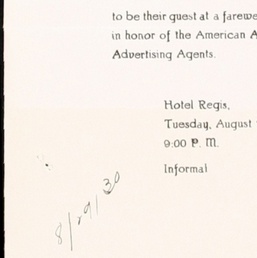 to be their guest at a farewe
in honor of the American A
Advertising Agents.
Hotel Regis,
Tuesday, August
9:00 P. M.
Informal
8/29/30